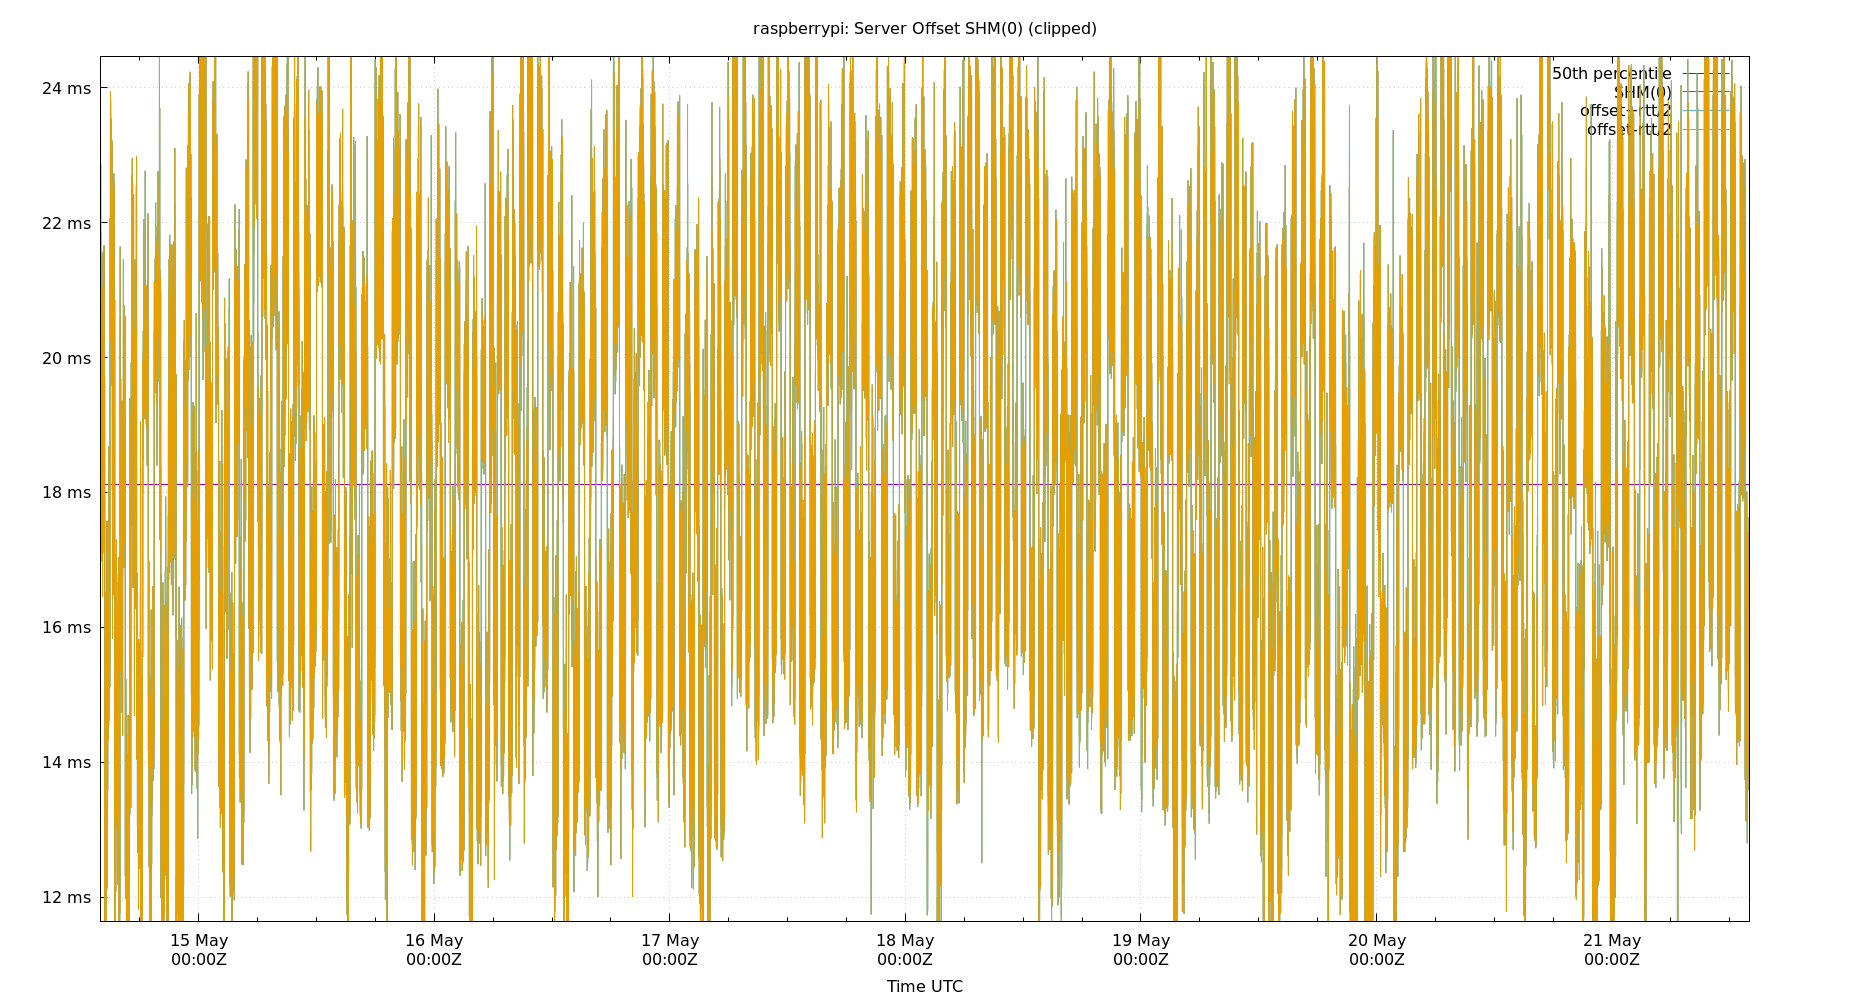 raspberrypi: Server Offset SHM(0) (clipped)
50th percentile
SHM(0)
offset+rtt/2
offset-rtt/2
24 ms
22 ms
20 ms
18 ms
16 ms
14 ms
12 ms
15 May 16 May 17 May 18 May 19 May 20 May 21 May
00:00Z 00:00Z 00:00Z 00:00Z 00:00Z 00:00Z 00:00Z
Time UTC